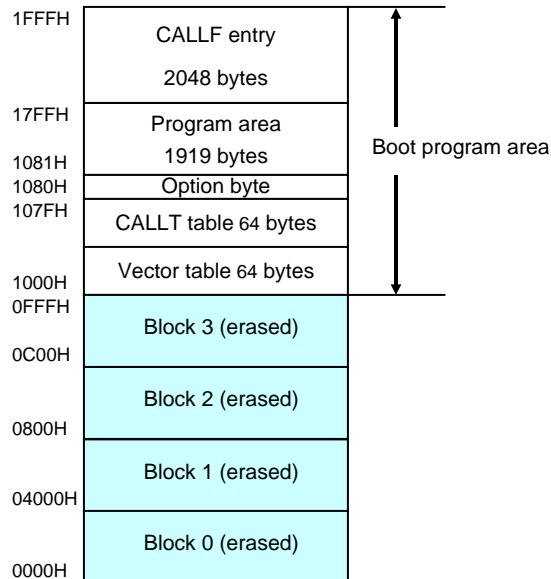 1FFFH
CALLF entry
2048 bytes
17FFH
Program area
1919 bytes
Boot program area
1081H
1080H
Option byte
107FH
CALLT table 64 bytes
Vector table 64 bytes
1000H
0FFFH
Block 3 (erased)
0C00H
Block 2 (erased)
0800H
Block 1 (erased)
04000H
Block 0 (erased)
0000H